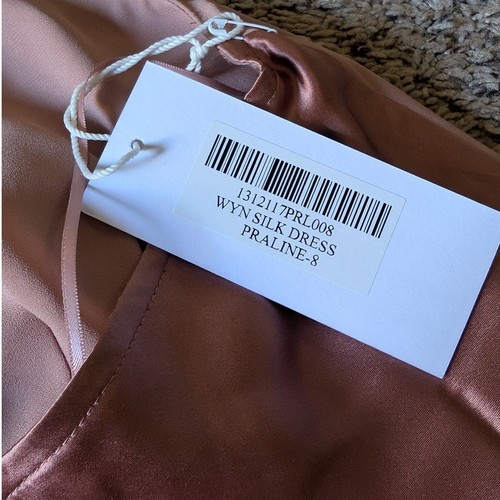 1312117PRL008
WYN SILK DRESS
PRALINE-8